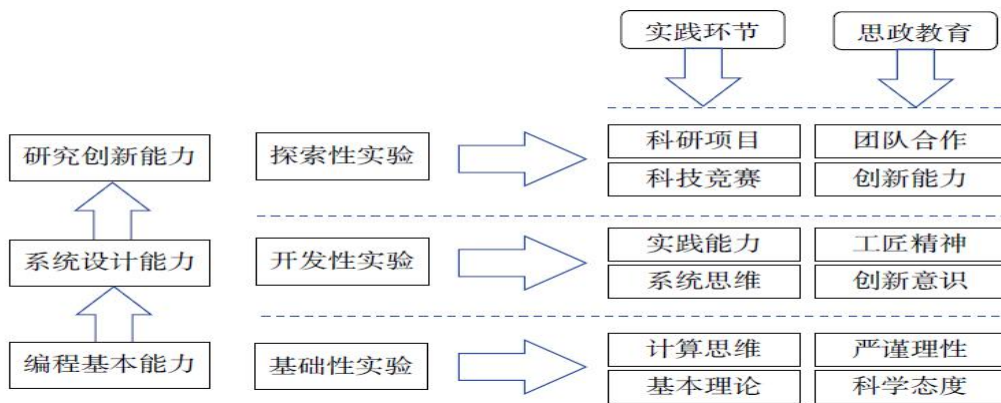 实践环节 思政教育
科研项目 团队合作
研究创新能力 探索性实验
科技竞赛 创新能力
实践能力 工匠精神
系统设计能力 开发性实验
系统思维 创新意识
计算思维 严谨理性
编程基本能力 基础性实验
基本理论 科学态度